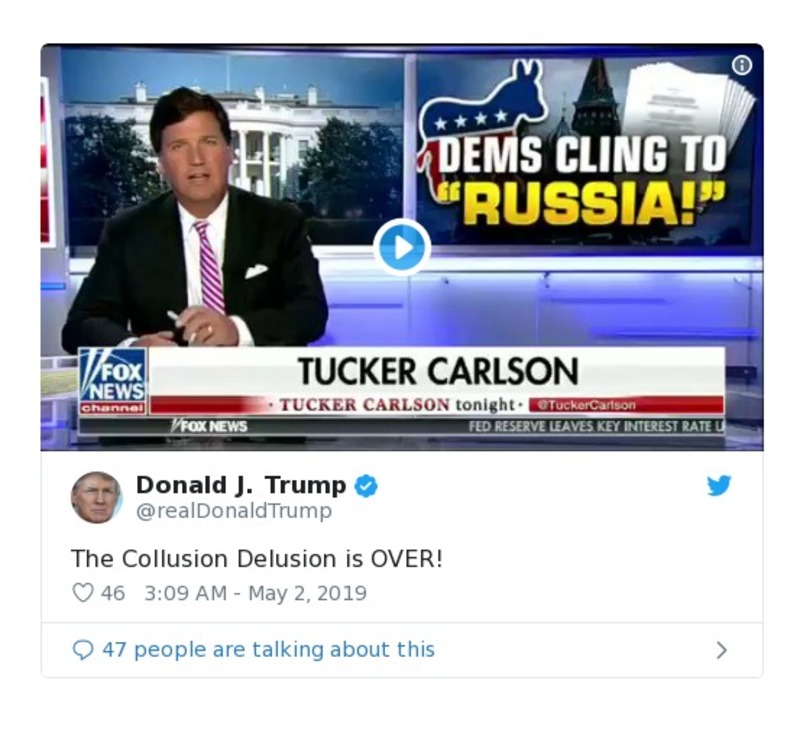 DEMS CLING TO
"RUSSIA!"
TUCKER CARLSON
FOX
NEWS
channel
· TUCKER CARLSON tonight · @TuckerCarlson
FOX NEWS
FED RESERVE LEAVES KEY INTEREST RATE U
Donald J. Trump
@realDonaldTrump
The Collusion Delusion is OVER!
46 3:09 AM - May 2, 2019
47 people are talking about this